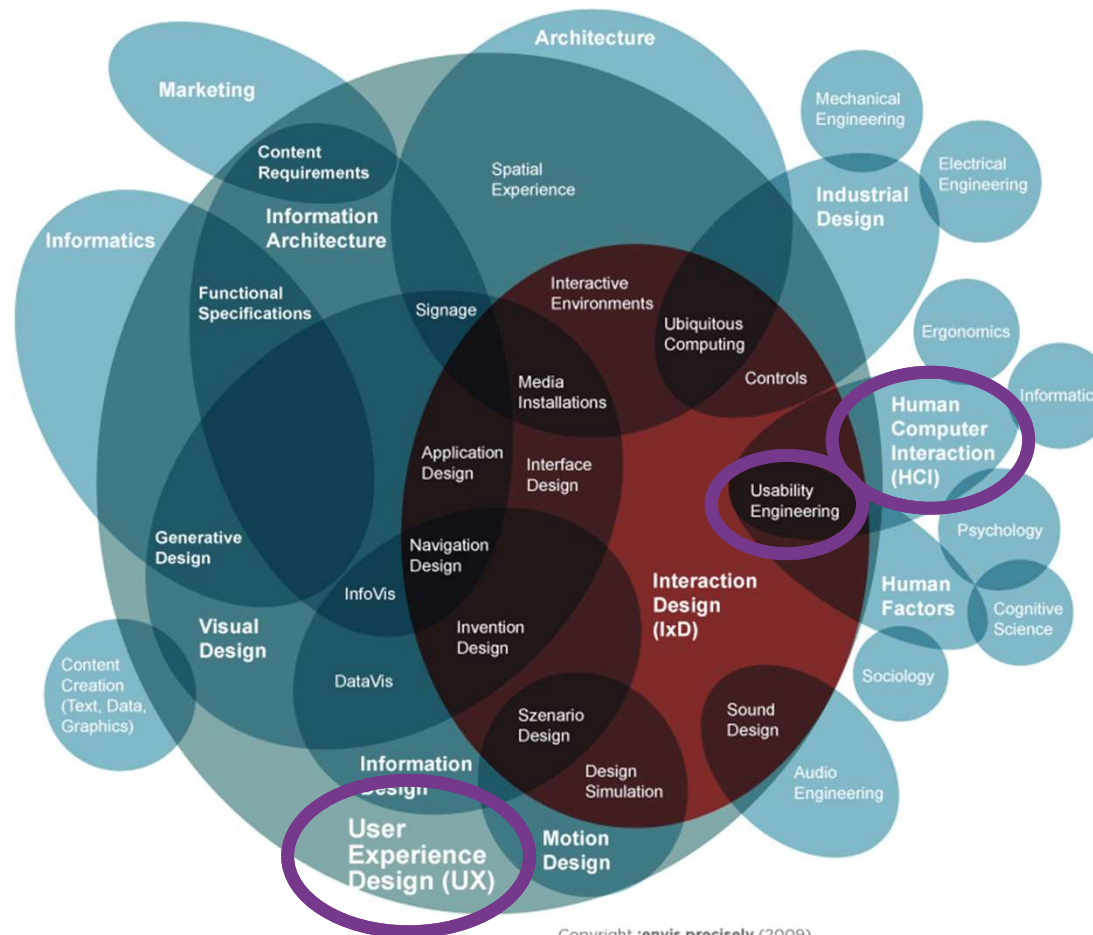 Architecture
Marketing
Mechanical
Engineering
Content
Requirements
Spatial
Experience
Electrical
Engineering
Industrial
Design
Information
Architecture
Informatics
Functional
Specifications
Signage
Interactive
Environments
Ubiquitous
Computing
Ergonomics
Controls
Media
Installations
Human
Computer
Interaction
(HCI)
Informatic
Application
Design
Interface
Design
Usability
Engineering
Psychology
Generative
Design
Navigation
Design
InfoVis
Interaction
Design
(IxD)
Human
Factors
Cognitive
Science
Visual
Design
Invention
Design
Content
Creation
(Text, Data,
Graphics)
DataVis
Sociology
Szenario
Design
Sound
Design
Information
Design
Design
Simulation
Audio
Engineering
User
Experience
Design (UX)
Motion
Design
Copyright :envis precisely (2009)